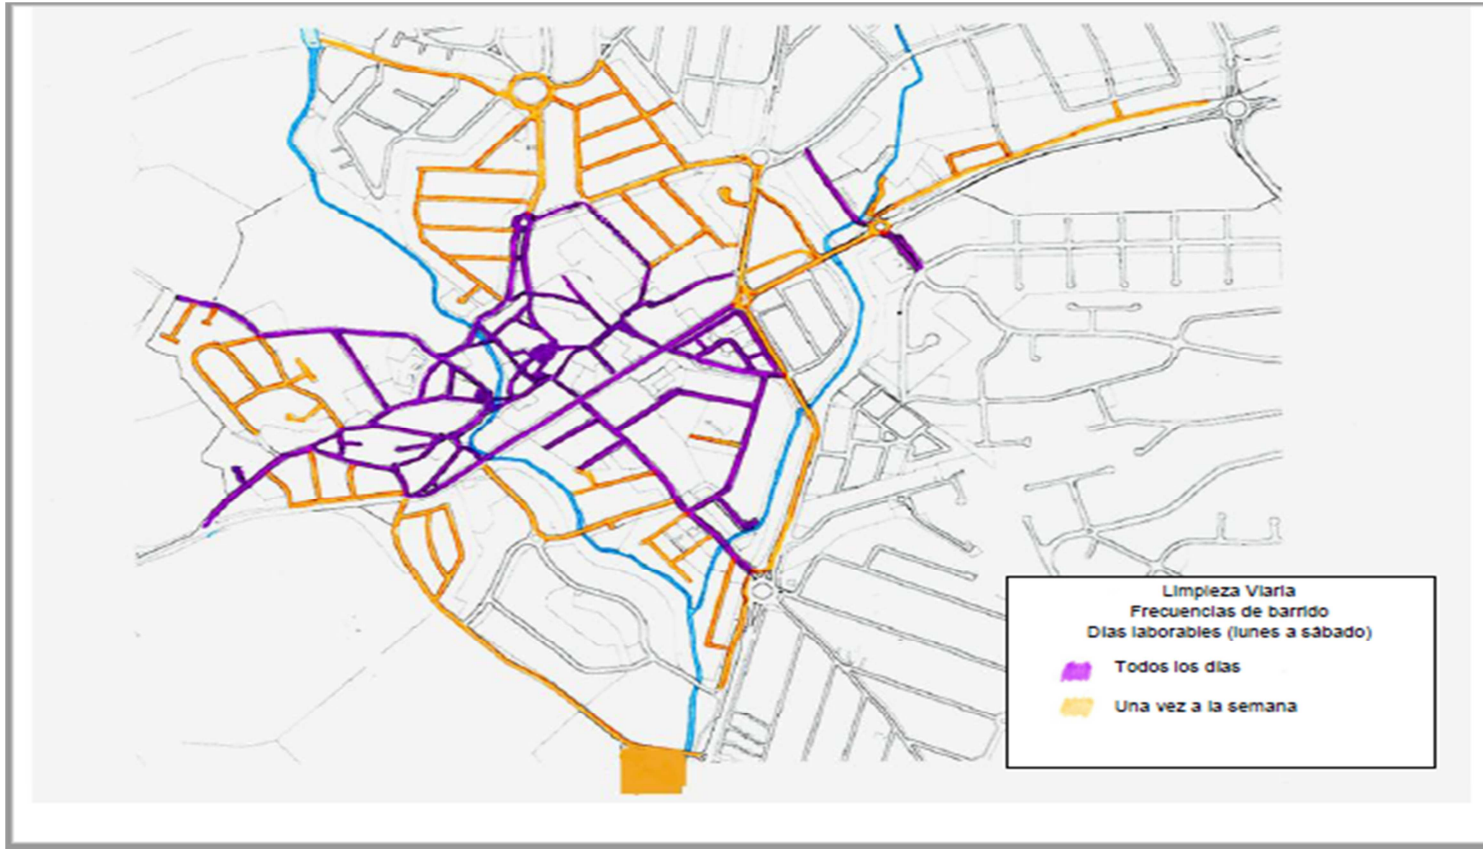 Limpieza Viaria
Frecuencias de barrido
Días laborables (lunes a sábado)
Todos los días
Una vez a la semana